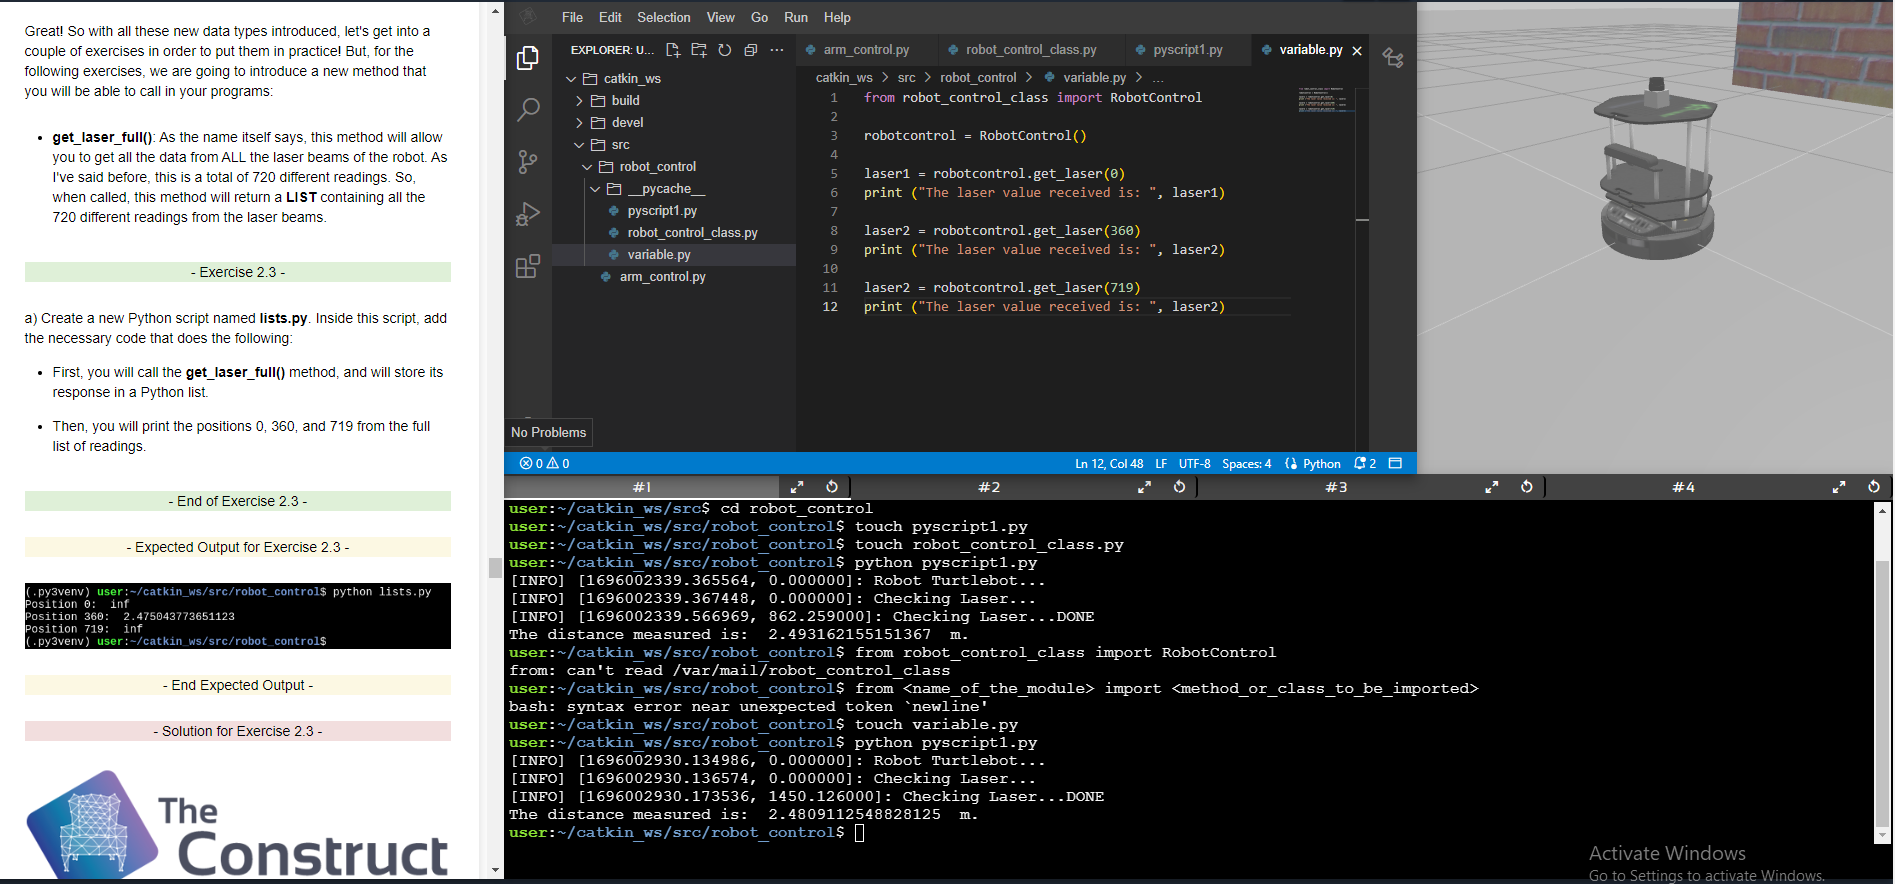 Great! So with all these new data types introduced, let's get into a
couple of exercises in order to put them in practice! But, for the
following exercises, we are going to introduce a new method that
you will be able to call in your programs:
• get_laser_full(): As the name itself says, this method will allow
you to get all the data from ALL the laser beams of the robot. As
I've said before, this is a total of 720 different readings. So,
when called, this method will return a LIST containing all the
720 different readings from the laser beams.
- Exercise 2.3 -
a) Create a new Python script named lists.py. Inside this script, add
the necessary code that does the following:
• First, you will call the get_laser_full() method, and will store its
response in a Python list.
• Then, you will print the positions 0, 360, and 719 from the full
list of readings.
- End of Exercise 2.3 -
- Expected Output for Exercise 2.3 -
(.py3venv) user:~/catkin_ws/src/robot_control$ python lists.py
Position 0:  inf
Position 360:  2.475043773651123
Position 719:  inf
(.py3venv) user:~/catkin_ws/src/robot_control$
- End Expected Output -
- Solution for Exercise 2.3 -
The
Construct
File Edit Selection View Go Run Help
EXPLORER: U...
catkin_ws
build
devel
src
robot_control
__pycache__
pyscript1.py
robot_control_class.py
variable.py
arm_control.py
No Problems
arm_control.py robot_control_class.py pyscript1.py variable.py
catkin_ws > src > robot_control > variable.py > ...
1 from robot_control_class import RobotControl
2
3 robotcontrol = RobotControl()
4
5 laser1 = robotcontrol.get_laser(0)
6 print ("The laser value received is: ", laser1)
7
8 laser2 = robotcontrol.get_laser(360)
9 print ("The laser value received is: ", laser2)
10
11 laser2 = robotcontrol.get_laser(719)
12 print ("The laser value received is: ", laser2)
0 0 Ln 12, Col 48 LF UTF-8 Spaces: 4 Python 2
#1 #2 #3 #4
user:~/catkin_ws/src$ cd robot_control
user:~/catkin_ws/src/robot_control$ touch pyscript1.py
user:~/catkin_ws/src/robot_control$ touch robot_control_class.py
user:~/catkin_ws/src/robot_control$ python pyscript1.py
[INFO] [1696002339.365564, 0.000000]: Robot Turtlebot...
[INFO] [1696002339.367448, 0.000000]: Checking Laser...
[INFO] [1696002339.566969, 862.259000]: Checking Laser...DONE
The distance measured is:  2.493162155151367  m.
user:~/catkin_ws/src/robot_control$ from robot_control_class import RobotControl
from: can't read /var/mail/robot_control_class
user:~/catkin_ws/src/robot_control$ from <name_of_the_module> import <method_or_class_to_be_imported>
bash: syntax error near unexpected token `newline'
user:~/catkin_ws/src/robot_control$ touch variable.py
user:~/catkin_ws/src/robot_control$ python pyscript1.py
[INFO] [1696002930.134986, 0.000000]: Robot Turtlebot...
[INFO] [1696002930.136574, 0.000000]: Checking Laser...
[INFO] [1696002930.173536, 1450.126000]: Checking Laser...DONE
The distance measured is:  2.4809112548828125  m.
user:~/catkin_ws/src/robot_control$
Activate Windows
Go to Settings to activate Windows.